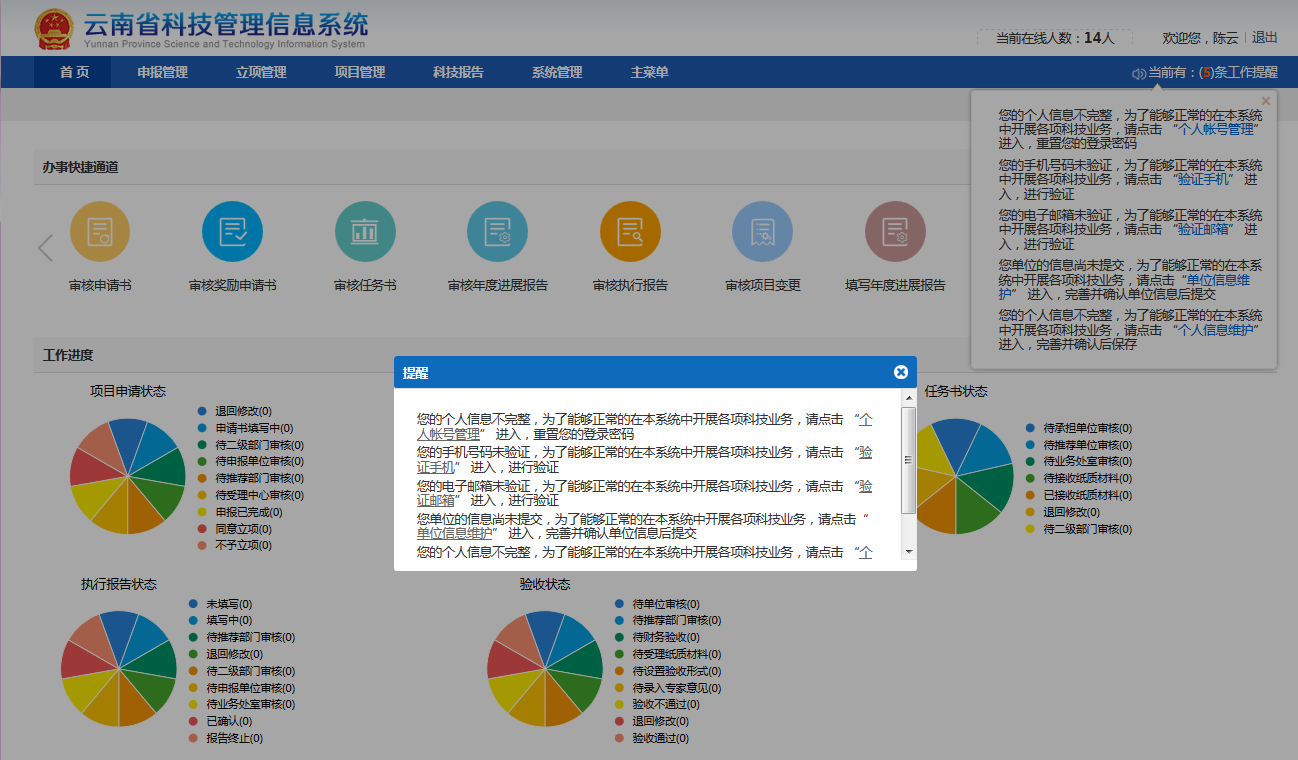 云南省科技管理信息系统
Yunnan Province Science and Technology Information System
当前在线人数：14人
欢迎您，陈云 | 退出
首 页
申报管理
立项管理
项目管理
科技报告
系统管理
主菜单
当前有：(5)条工作提醒
您的个人信息不完整，为了能够正常的在本系统
中开展各项科技业务，请点击 “个人帐号管理”
进入，重置您的登录密码
您的手机号码未验证，为了能够正常的在本系统
中开展各项科技业务，请点击 “验证手机” 进
入，进行验证
您的电子邮箱未验证，为了能够正常的在本系统
中开展各项科技业务，请点击 “验证邮箱” 进
入，进行验证
您单位的信息尚未提交，为了能够正常的在本系
统中开展各项科技业务，请点击“单位信息维
护” 进入，完善并确认单位信息后提交
您的个人信息不完整，为了能够正常的在本系统
中开展各项科技业务，请点击 “个人信息维护”
进入，完善并确认后保存
办事快捷通道
审核申请书
审核奖励申请书
审核任务书
审核年度进展报告
审核执行报告
审核项目变更
填写年度进展报告
工作进度
提醒
您的个人信息不完整，为了能够正常的在本系统中开展各项科技业务，请点击 “个
人帐号管理” 进入，重置您的登录密码
您的手机号码未验证，为了能够正常的在本系统中开展各项科技业务，请点击 “验
证手机” 进入，进行验证
您的电子邮箱未验证，为了能够正常的在本系统中开展各项科技业务，请点击 “验
证邮箱” 进入，进行验证
您单位的信息尚未提交，为了能够正常的在本系统中开展各项科技业务，请点击“
单位信息维护” 进入，完善并确认单位信息后提交
您的个人信息不完整，为了能够正常的在本系统中开展各项科技业务，请点击 “个
项目申请状态
退回修改(0)
申请书填写中(0)
待二级部门审核(0)
待申报单位审核(0)
待推荐部门审核(0)
待受理中心审核(0)
申报已完成(0)
同意立项(0)
不予立项(0)
任务书状态
待承担单位审核(0)
待推荐单位审核(0)
待业务处室审核(0)
待接收纸质材料(0)
已接收纸质材料(0)
退回修改(0)
待二级部门审核(0)
执行报告状态
未填写(0)
填写中(0)
待推荐部门审核(0)
退回修改(0)
待二级部门审核(0)
待申报单位审核(0)
待业务处室审核(0)
已确认(0)
报告终止(0)
验收状态
待单位审核(0)
待推荐部门审核(0)
待财务验收(0)
待受理纸质材料(0)
待设置验收形式(0)
待录入专家意见(0)
验收不通过(0)
退回修改(0)
验收通过(0)